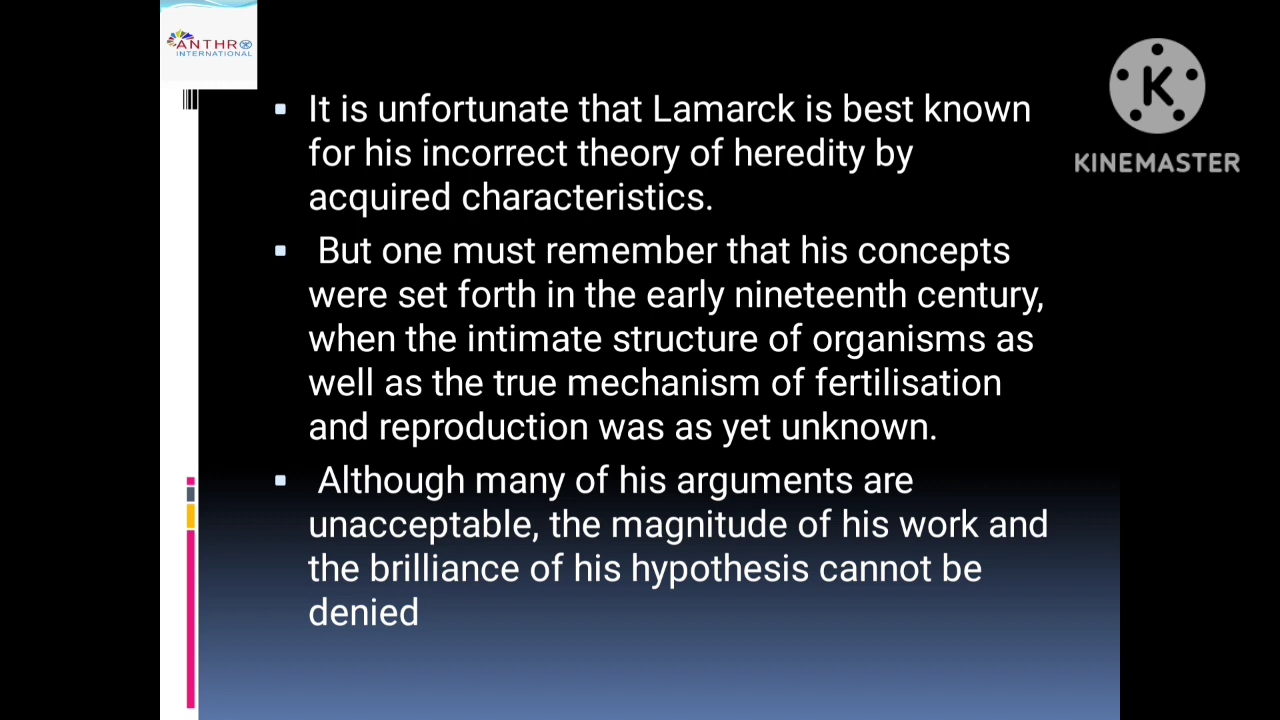 ANTHRO
INTERNATIONAL
K
KINEMASTER
▪ It is unfortunate that Lamarck is best known
for his incorrect theory of heredity by
acquired characteristics.
▪ But one must remember that his concepts
were set forth in the early nineteenth century,
when the intimate structure of organisms as
well as the true mechanism of fertilisation
and reproduction was as yet unknown.
▪ Although many of his arguments are
unacceptable, the magnitude of his work and
the brilliance of his hypothesis cannot be
denied